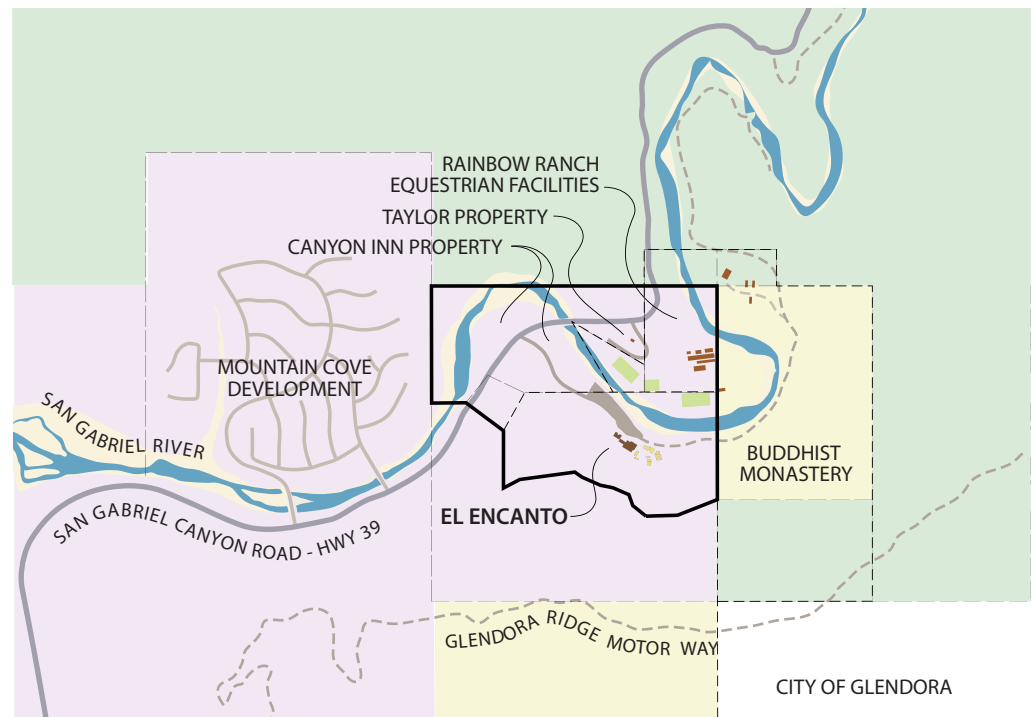 RAINBOW RANCH
EQUESTRIAN FACILITIES
TAYLOR PROPERTY
CANYON INN PROPERTY
MOUNTAIN COVE
DEVELOPMENT
SAN GABRIEL RIVER
BUDDHIST
MONASTERY
EL ENCANTO
SAN GABRIEL CANYON ROAD - HWY 39
GLENDORA RIDGE MOTOR WAY
CITY OF GLENDORA